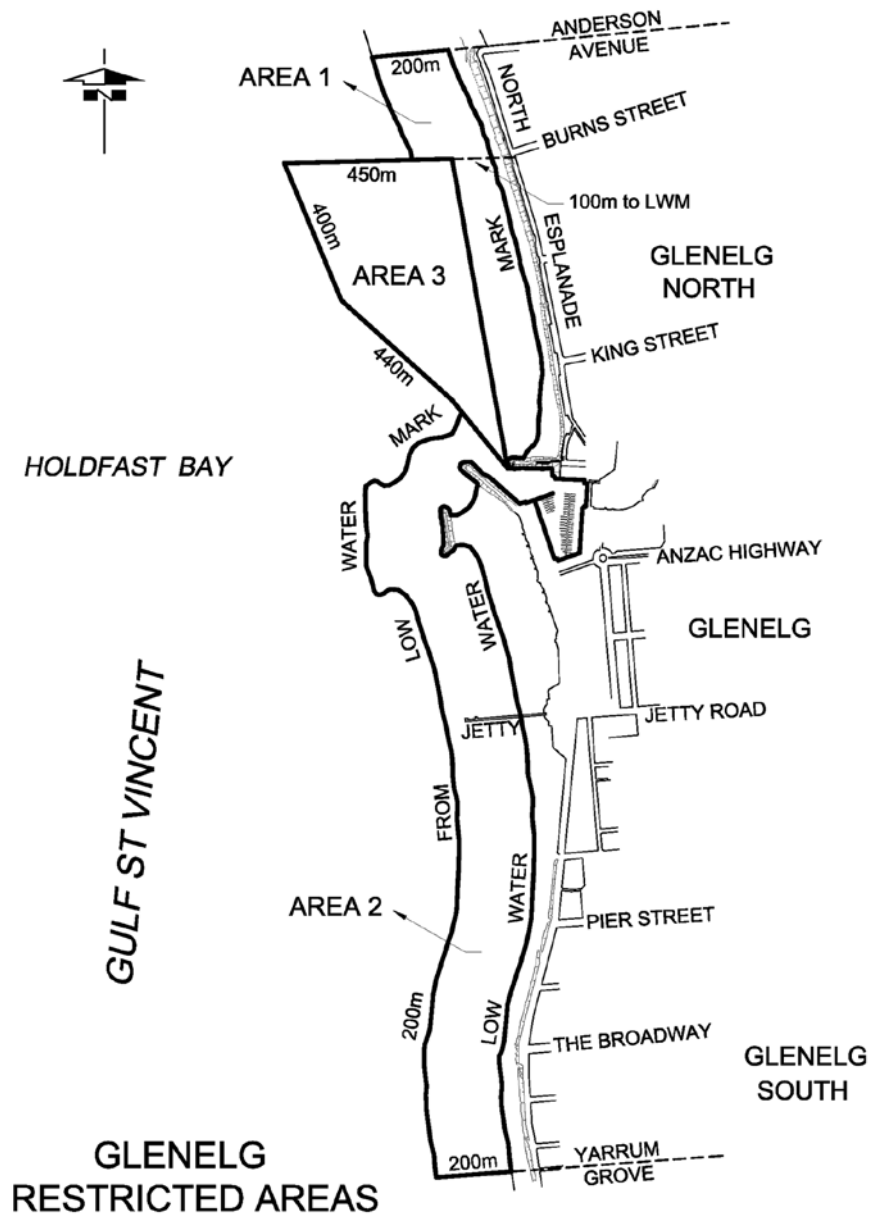 ANDERSON
AVENUE
200m
AREA 1
NORTH
N
BURNS STREET
450m
100m to LWM
400m
MARK
ESPLANADE
AREA 3
GLENELG
NORTH
KING STREET
440m
MARK
HOLDFAST BAY
WATER
ANZAC HIGHWAY
LOW
WATER
GLENELG
JETTY
JETTY ROAD
GULF ST VINCENT
FROM
WATER
AREA 2
PIER STREET
200m
LOW
THE BROADWAY
GLENELG
SOUTH
200m
YARRUM
GROVE
GLENELG
RESTRICTED AREAS